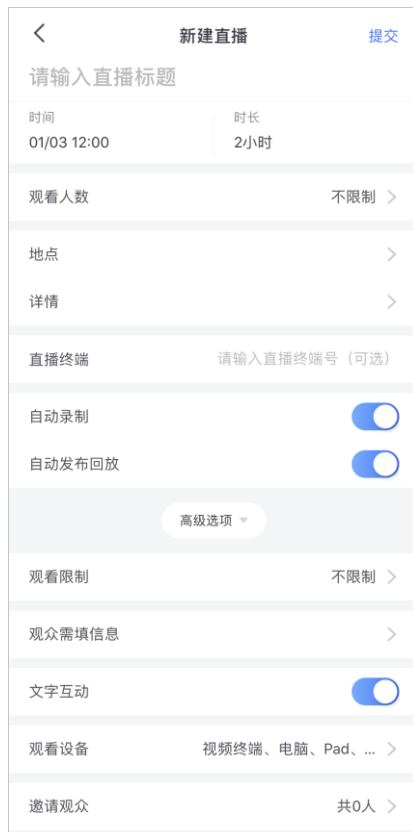 新建直播
提交
请输入直播标题
时间
时长
01/03 12:00
2小时
观看人数 不限制
地点
详情
直播终端 请输入直播终端号（可选）
自动录制
自动发布回放
高级选项
观看限制 不限制
观众需填信息
文字互动
观看设备 视频终端、电脑、Pad、...
邀请观众 共0人